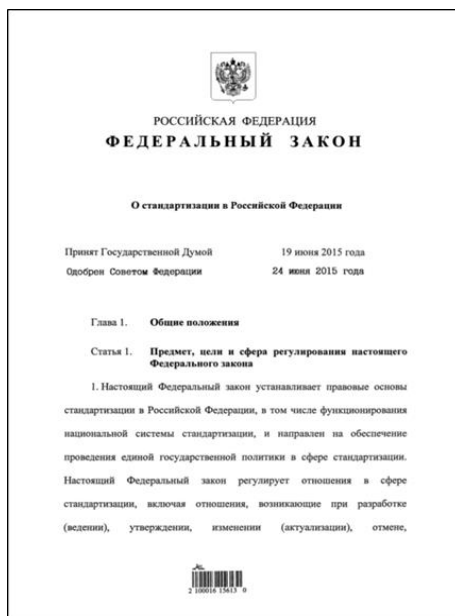 РОССИЙСКАЯ ФЕДЕРАЦИЯ
ФЕДЕРАЛЬНЫЙ ЗАКОН
О стандартизации в Российской Федерации
Принят Государственной Думой 19 июня 2015 года
Одобрен Советом Федерации 24 июня 2015 года
Глава 1. Общие положения
Статья 1. Предмет, цели и сфера регулирования настоящего
Федерального закона
1. Настоящий Федеральный закон устанавливает правовые основы
стандартизации в Российской Федерации, в том числе функционирования
национальной системы стандартизации, и направлен на обеспечение
проведения единой государственной политики в сфере стандартизации.
Настоящий Федеральный закон регулирует отношения в сфере
стандартизации, включая отношения, возникающие при разработке
(ведении), утверждении, изменении (актуализации), отмене,
2 100016 15613 0